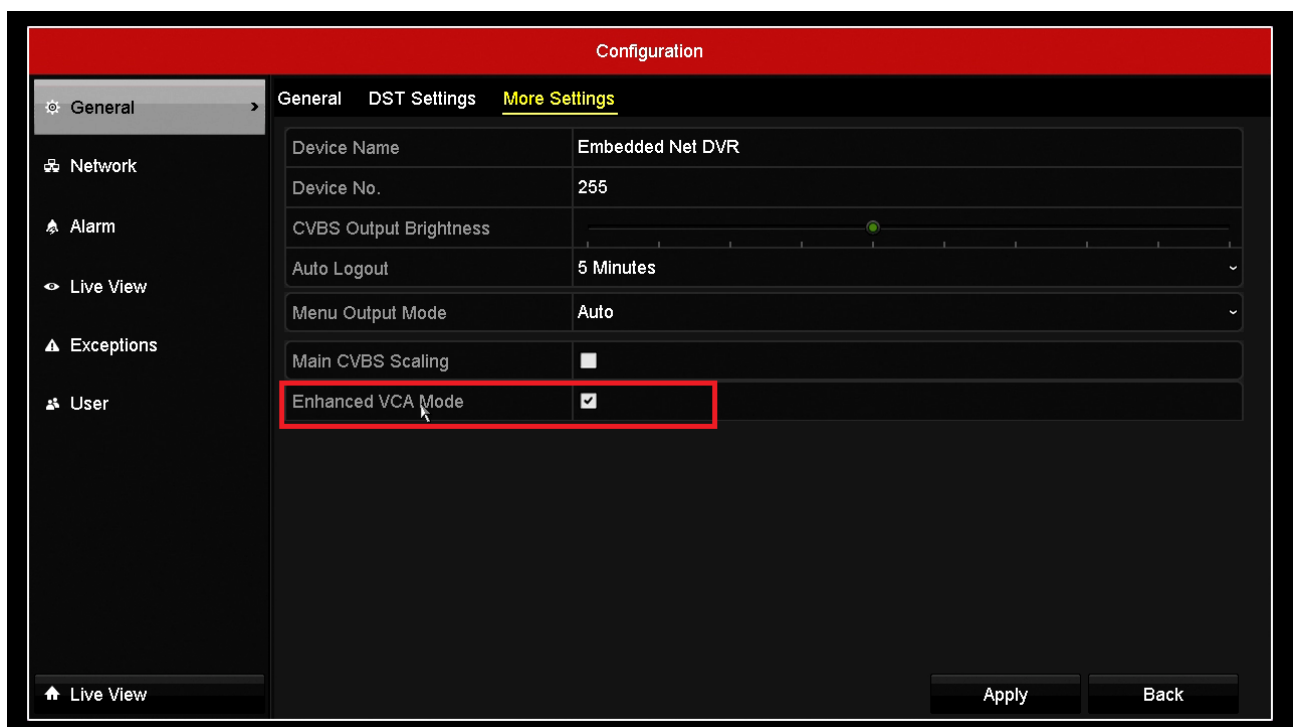 Configuration
General
Network
Alarm
Live View
Exceptions
User
Live View
General DST Settings More Settings
Device Name Embedded Net DVR
Device No. 255
CVBS Output Brightness
Auto Logout 5 Minutes
Menu Output Mode Auto
Main CVBS Scaling
Enhanced VCA Mode
Apply Back